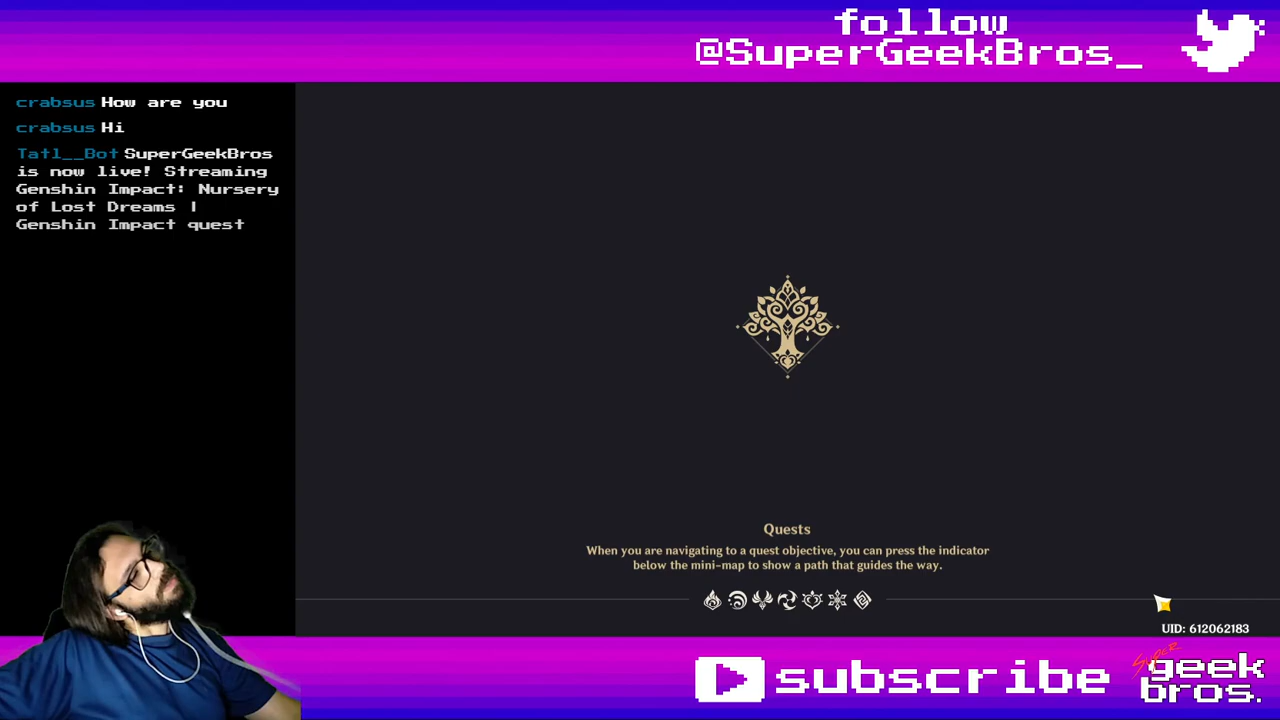 follow
@SuperGeekBros_
crabsus How are you
crabsus Hi
Tatl__Bot SuperGeekBros
is now live! Streaming
Genshin Impact: Nursery
of Lost Dreams |
Genshin Impact quest
Quests
When you are navigating to a quest objective, you can press the indicator
below the mini-map to show a path that guides the way.
UID: 612062183
subscribe
SUPER
geek
bros.